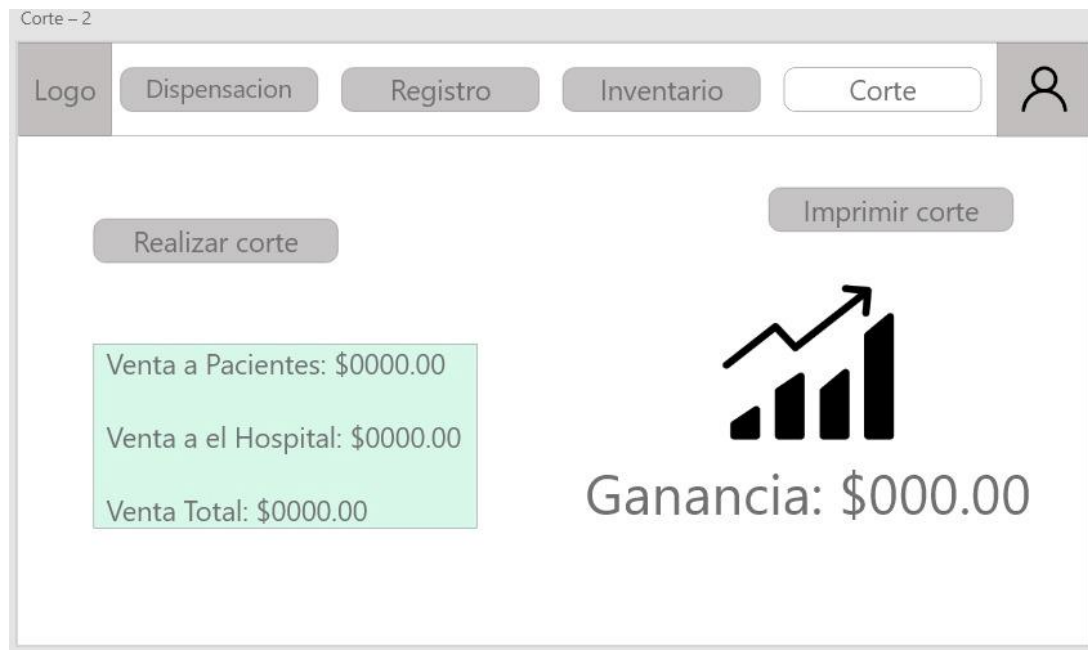 Corte – 2
Logo
Dispensacion
Registro
Inventario
Corte
Realizar corte
Imprimir corte
Venta a Pacientes: $0000.00
Venta a el Hospital: $0000.00
Venta Total: $0000.00
Ganancia: $000.00